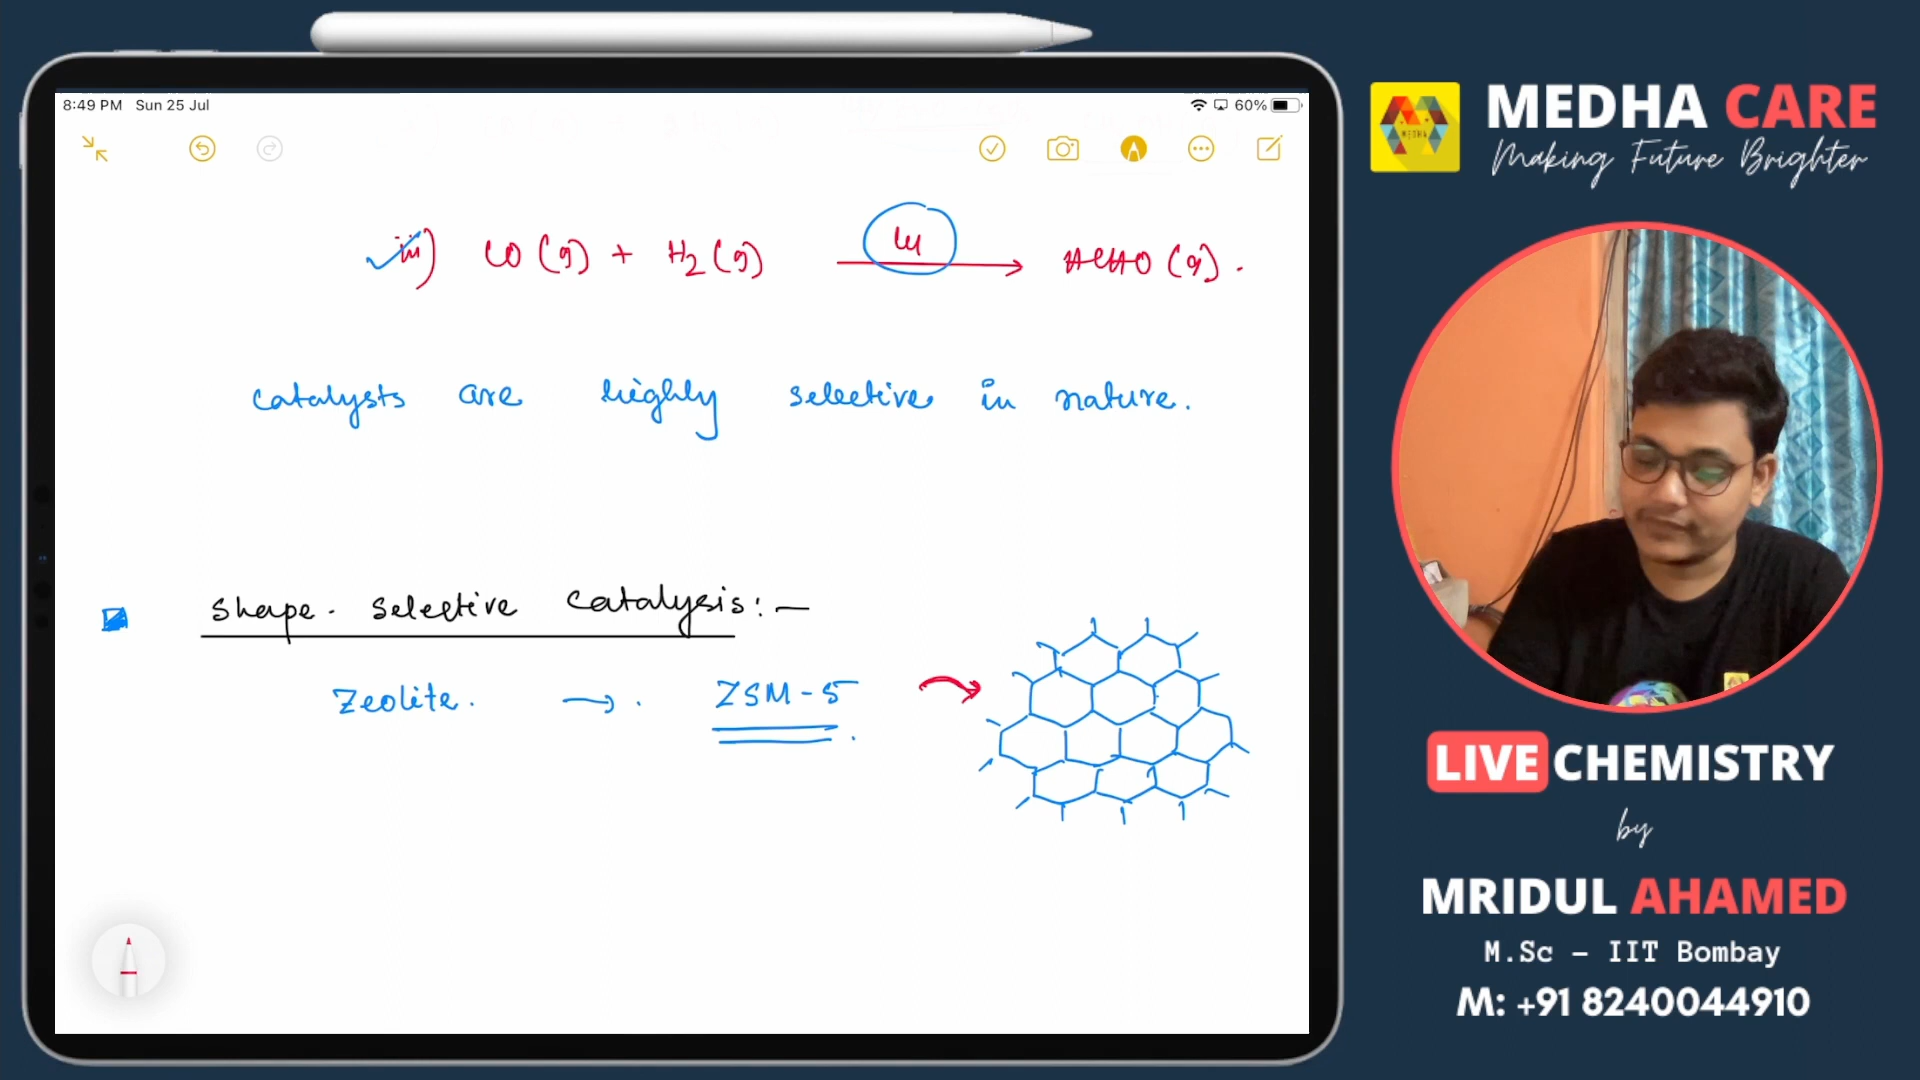 8:49 PM Sun 25 Jul
60%
iii) CO (g) + H2 (g) Cu HCHO (g).
catalysts are highly selective in nature.
Shape - selective catalysis: —
Zeolite. → . ZSM - 5 .
MEDHA CARE
Making Future Brighter
MEDHA
LIVE CHEMISTRY
by
MRIDUL AHAMED
M.Sc - IIT Bombay
M: +91 8240044910